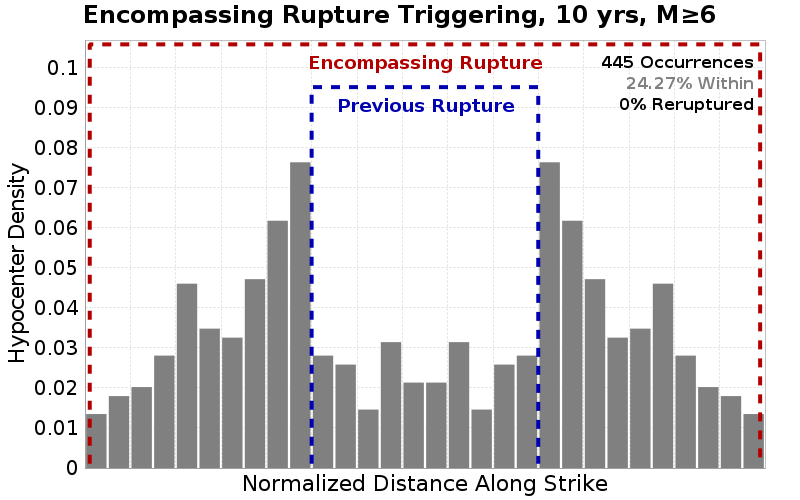 Encompassing Rupture Triggering, 10 yrs, M≥6
Encompassing Rupture
445 Occurrences
24.27% Within
0% Reruptured
Previous Rupture
0.1
0.09
0.08
0.07
0.06
0.05
0.04
0.03
0.02
0.01
0
Hypocenter Density
Normalized Distance Along Strike